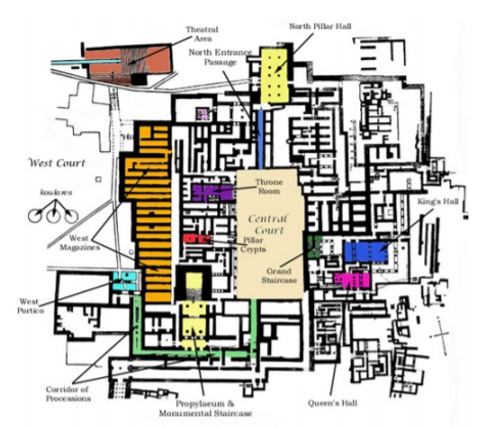 Theatral
Area
North Pillar Hall
North Entrance
Passage
West Court
koulares
Throne
Room
Central
Court
King's Hall
West
Magazines
Pillar
Crypts
Grand
Staircase
West
Portico
Corridor of
Processions
Propylaeum &
Monumental Staircase
Queen's Hall